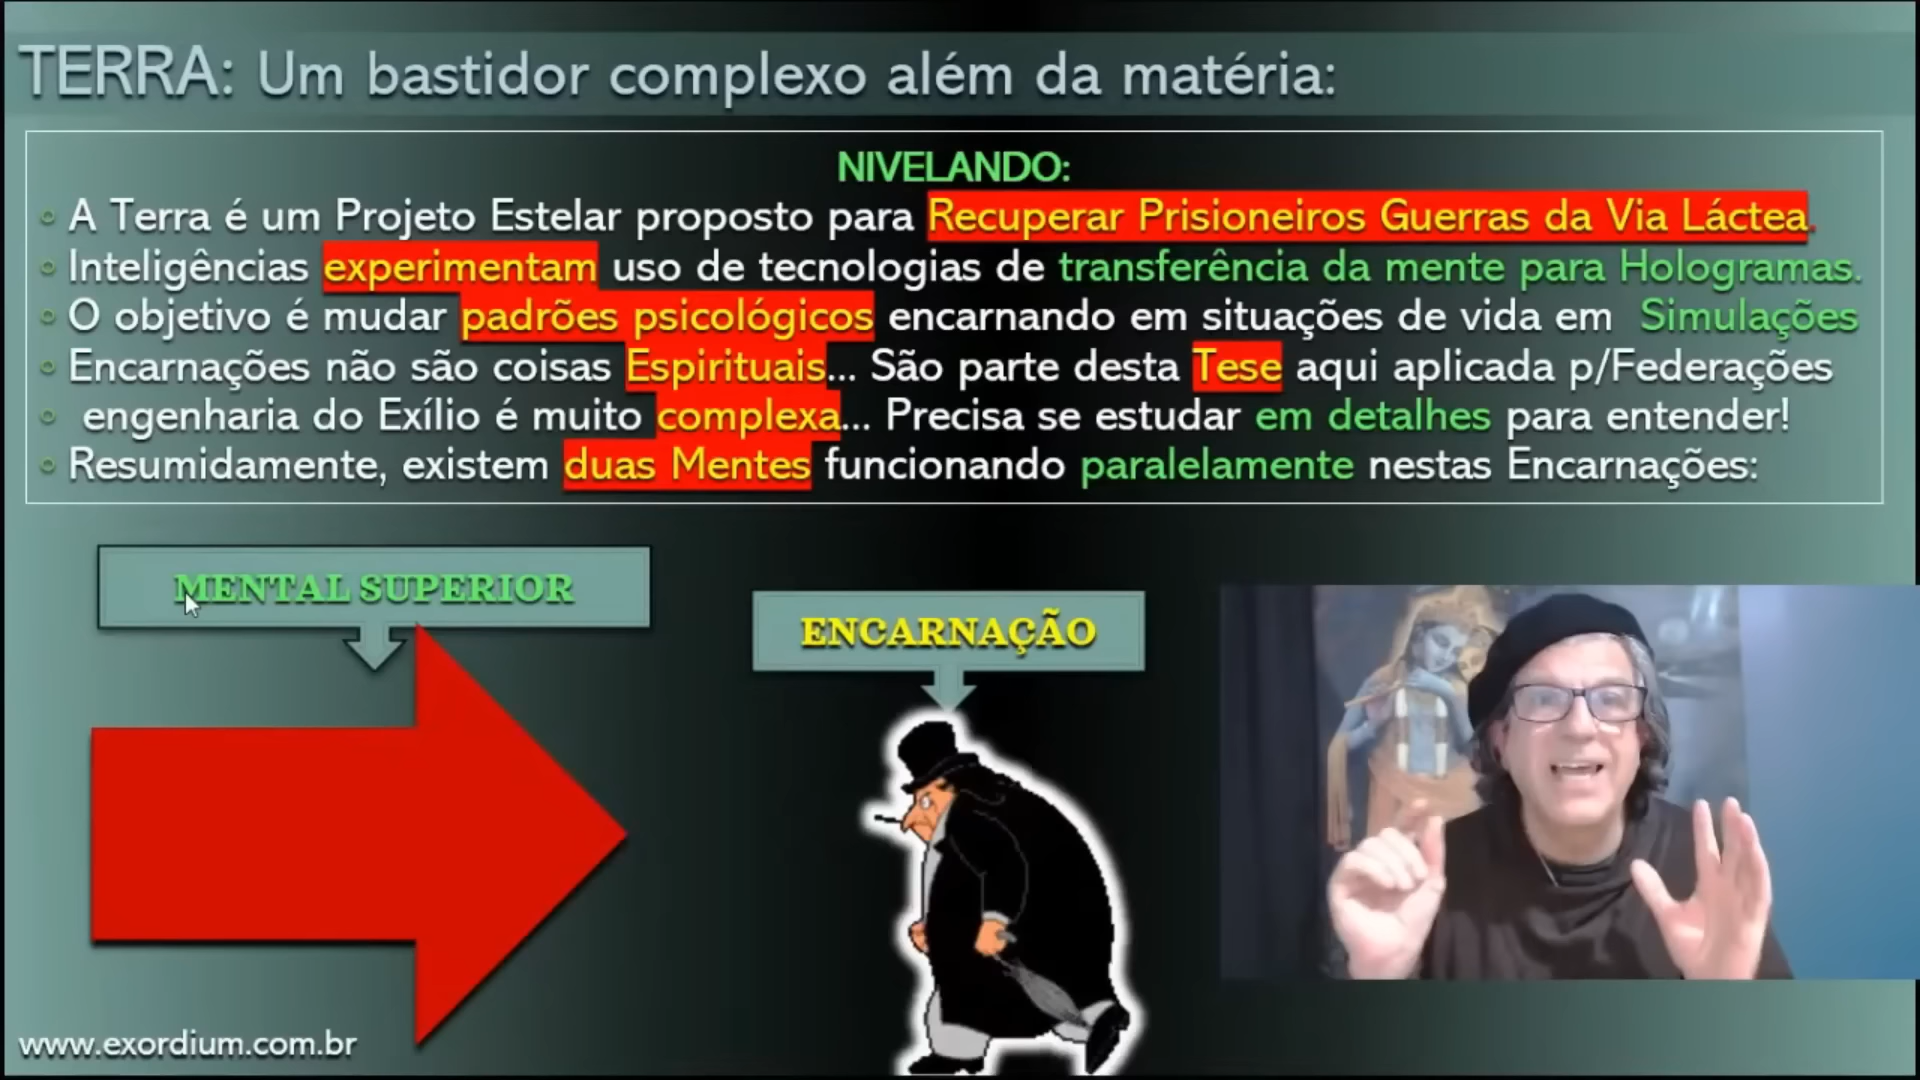 TERRA: Um bastidor complexo além da matéria:
NIVELANDO:
A Terra é um Projeto Estelar proposto para Recuperar Prisioneiros Guerras da Via Láctea.
Inteligências experimentam uso de tecnologias de transferência da mente para Hologramas.
O objetivo é mudar padrões psicológicos encarnando em situações de vida em Simulações
Encarnações não são coisas Espirituais... São parte desta Tese aqui aplicada p/Federações
engenharia do Exílio é muito complexa... Precisa se estudar em detalhes para entender!
Resumidamente, existem duas Mentes funcionando paralelamente nestas Encarnações:
MENTAL SUPERIOR
ENCARNAÇÃO
www.exordium.com.br